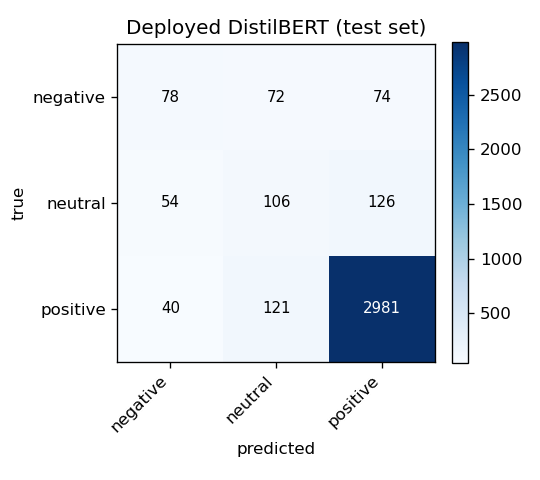 Deployed DistilBERT (test set)
negative 78 72 74
neutral 54 106 126
positive 40 121 2981
negative neutral positive
predicted
true
2500
2000
1500
1000
500